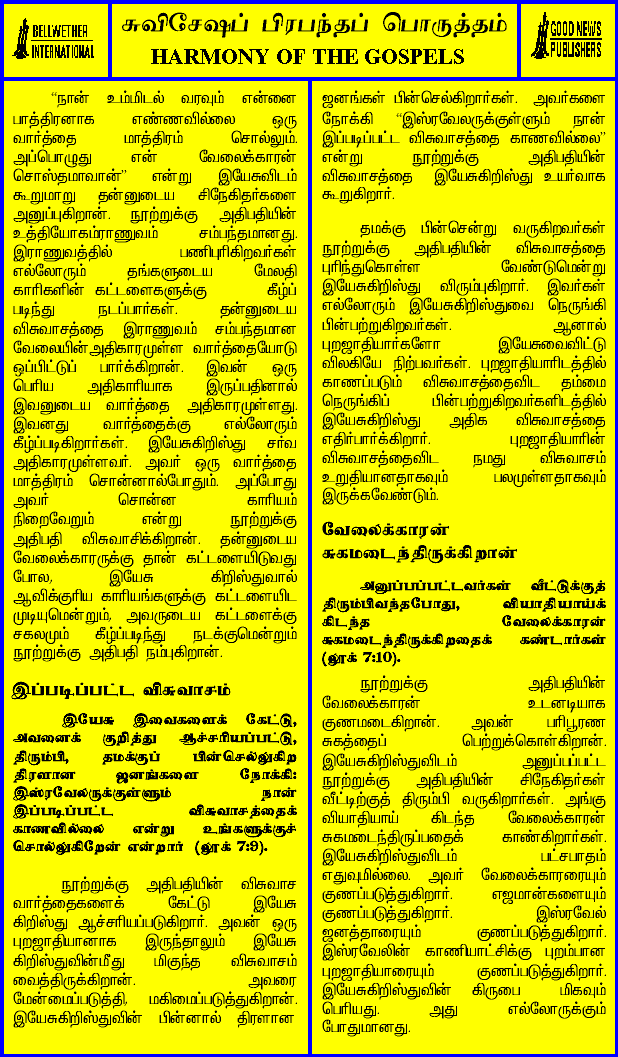 BELLWETHER
INTERNATIONAL
சுவிசேஷப் பிரபந்தப் பொருத்தம்
HARMONY OF THE GOSPELS
GOOD NEWS
PUBLISHERS
“நான் உம்மிடல் வரவும் என்னை
பாத்திரனாக எண்ணவில்லை ஒரு
வார்த்தை மாத்திரம் சொல்லும்.
அப்பொழுது என் வேலைக்காரன்
சொஸ்தமாவான்” என்று இயேசுவிடம்
கூறுமாறு தன்னுடைய சிநேகிதர்களை
அனுப்புகிறான். நூற்றுக்கு அதிபதியின்
உத்தியோகம்ராணுவம் சம்பந்தமானது.
இராணுவத்தில் பணிபுரிகிறவர்கள்
எல்லோரும் தங்களுடைய மேலதி
காரிகளின் கட்டளைகளுக்கு கீழ்ப்
படிந்து நடப்பார்கள். தன்னுடைய
விசுவாசத்தை இராணுவம் சம்பந்தமான
வேலையின்அதிகாரமுள்ள வார்த்தையோடு
ஒப்பிட்டுப் பார்க்கிறான். இவன் ஒரு
பெரிய அதிகாரியாக இருப்பதினால்
இவனுடைய வார்த்தை அதிகாரமுள்ளது.
இவனது வார்த்தைக்கு எல்லோரும்
கீழ்ப்படிகிறார்கள். இயேசுகிறிஸ்து சர்வ
அதிகாரமுள்ளவர். அவர் ஒரு வார்த்தை
மாத்திரம் சொன்னால்போதும். அப்போது
அவர் சொன்ன காரியம்
நிறைவேறும் என்று நூற்றுக்கு
அதிபதி விசுவாசிக்கிறான். தன்னுடைய
வேலைக்காரருக்கு தான் கட்டளையிடுவது
போல, இயேசு கிறிஸ்துவால்
ஆவிக்குரிய காரியங்களுக்கு கட்டளையிட
முடியுமென்றும், அவருடைய கட்டளைக்கு
சகலமும் கீழ்ப்படிந்து நடக்குமென்றும்
நூற்றுக்கு அதிபதி நம்புகிறான்.
இப்படிப்பட்ட விசுவாசம்
இயேசு இவைகளைக் கேட்டு,
அவனைக் குறித்து ஆச்சரியப்பட்டு,
திரும்பி, தமக்குப் பின்செல்லுகிற
திரளான ஜனங்களை நோக்கி:
இஸ்ரவேலருக்குள்ளும் நான்
இப்படிப்பட்ட விசுவாசத்தைக்
காணவில்லை என்று உங்களுக்குச்
சொல்லுகிறேன் என்றார் (லூக் 7:9).
நூற்றுக்கு அதிபதியின் விசுவாச
வார்த்தைகளைக் கேட்டு இயேசு
கிறிஸ்து ஆச்சரியப்படுகிறார். அவன் ஒரு
புறஜாதியானாக இருந்தாலும் இயேசு
கிறிஸ்துவின்மீது மிகுந்த விசுவாசம்
வைத்திருக்கிறான். அவரை
மேன்மைப்படுத்தி, மகிமைப்படுத்துகிறான்.
இயேசுகிறிஸ்துவின் பின்னால் திரளான
ஜனங்கள் பின்செல்கிறார்கள். அவர்களை
நோக்கி “இஸ்ரவேலருக்குள்ளும் நான்
இப்படிப்பட்ட விசுவாசத்தை காணவில்லை”
என்று நூற்றுக்கு அதிபதியின்
விசுவாசத்தை இயேசுகிறிஸ்து உயர்வாக
கூறுகிறார்.
தமக்கு பின்சென்று வருகிறவர்கள்
நூற்றுக்கு அதிபதியின் விசுவாசத்தை
புரிந்துகொள்ள வேண்டுமென்று
இயேசுகிறிஸ்து விரும்புகிறார். இவர்கள்
எல்லோரும் இயேசுகிறிஸ்துவை நெருங்கி
பின்பற்றுகிறவர்கள். ஆனால்
புறஜாதியார்களோ இயேசுவைவிட்டு
விலகியே நிற்பவர்கள். புறஜாதியாரிடத்தில்
காணப்படும் விசுவாசத்தைவிட தம்மை
நெருங்கிப் பின்பற்றுகிறவர்களிடத்தில்
இயேசுகிறிஸ்து அதிக விசுவாசத்தை
எதிர்பார்க்கிறார். புறஜாதியாரின்
விசுவாசத்தைவிட நமது விசுவாசம்
உறுதியானதாகவும் பலமுள்ளதாகவும்
இருக்கவேண்டும்.
வேலைக்காரன்
சுகமடைந்திருக்கிறான்
அனுப்பப்பட்டவர்கள் வீட்டுக்குத்
திரும்பிவந்தபோது, வியாதியாய்க்
கிடந்த வேலைக்காரன்
சுகமடைந்திருக்கிறதைக் கண்டார்கள்
(லூக் 7:10).
நூற்றுக்கு அதிபதியின்
வேலைக்காரன் உடனடியாக
குணமடைகிறான். அவன் பரிபூரண
சுகத்தைப் பெற்றுக்கொள்கிறான்.
இயேசுகிறிஸ்துவிடம் அனுப்பப்பட்ட
நூற்றுக்கு அதிபதியின் சிநேகிதர்கள்
வீட்டிற்குத் திரும்பி வருகிறார்கள். அங்கு
வியாதியாய் கிடந்த வேலைக்காரன்
சுகமடைந்திருப்பதைக் காண்கிறார்கள்.
இயேசுகிறிஸ்துவிடம் பட்சபாதம்
எதுவுமில்லை. அவர் வேலைக்காரரையும்
குணப்படுத்துகிறார். எஜமான்களையும்
குணப்படுத்துகிறார். இஸ்ரவேல்
ஜனத்தாரையும் குணப்படுத்துகிறார்.
இஸ்ரவேலின் காணியாட்சிக்கு புறம்பான
புறஜாதியாரையும் குணப்படுத்துகிறார்.
இயேசுகிறிஸ்துவின் கிருபை மிகவும்
பெரியது. அது எல்லோருக்கும்
போதுமானது.